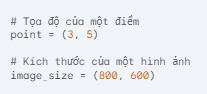 # Tọa độ của một điểm
point = (3, 5)
# Kích thước của một hình ảnh
image_size = (800, 600)